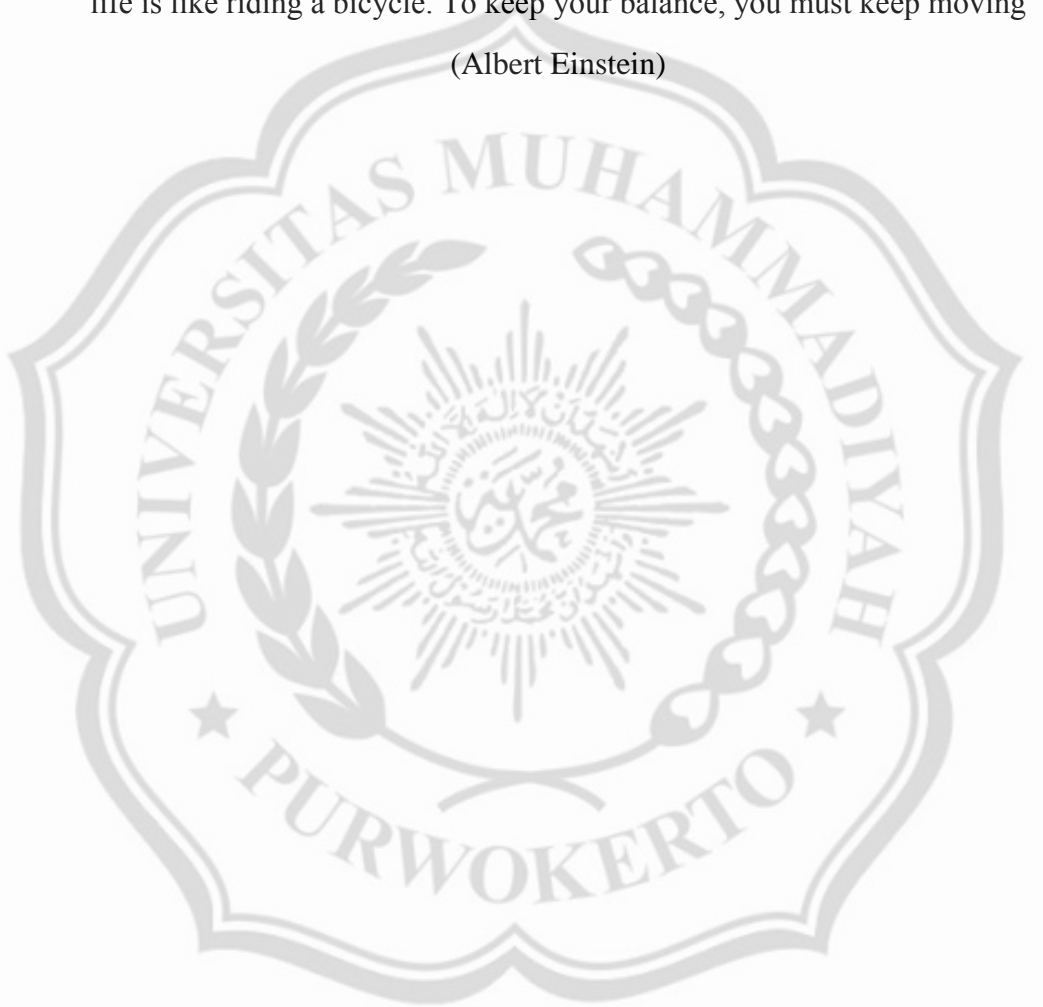 life is like riding a bicycle. To keep your balance, you must keep moving
(Albert Einstein)
UNIVERSITAS MUHAMMADIYAH
PURWOKERTO